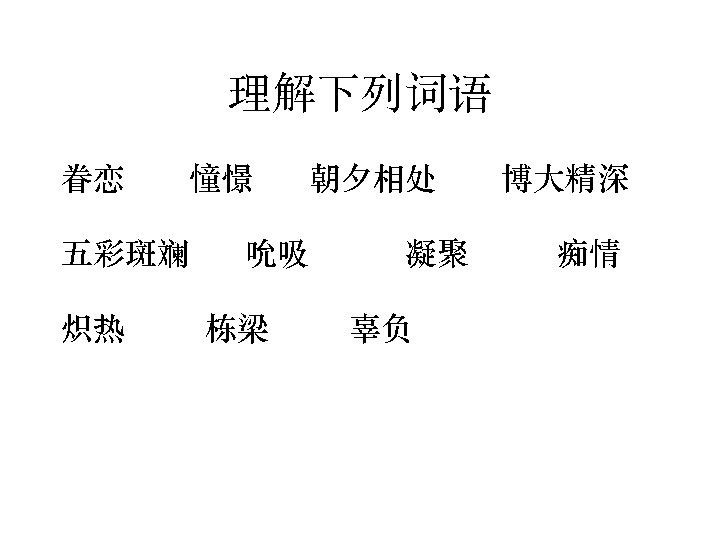 理解下列词语
眷恋 憧憬 朝夕相处 博大精深
五彩斑斓 吮吸 凝聚 痴情
炽热 栋梁 辜负